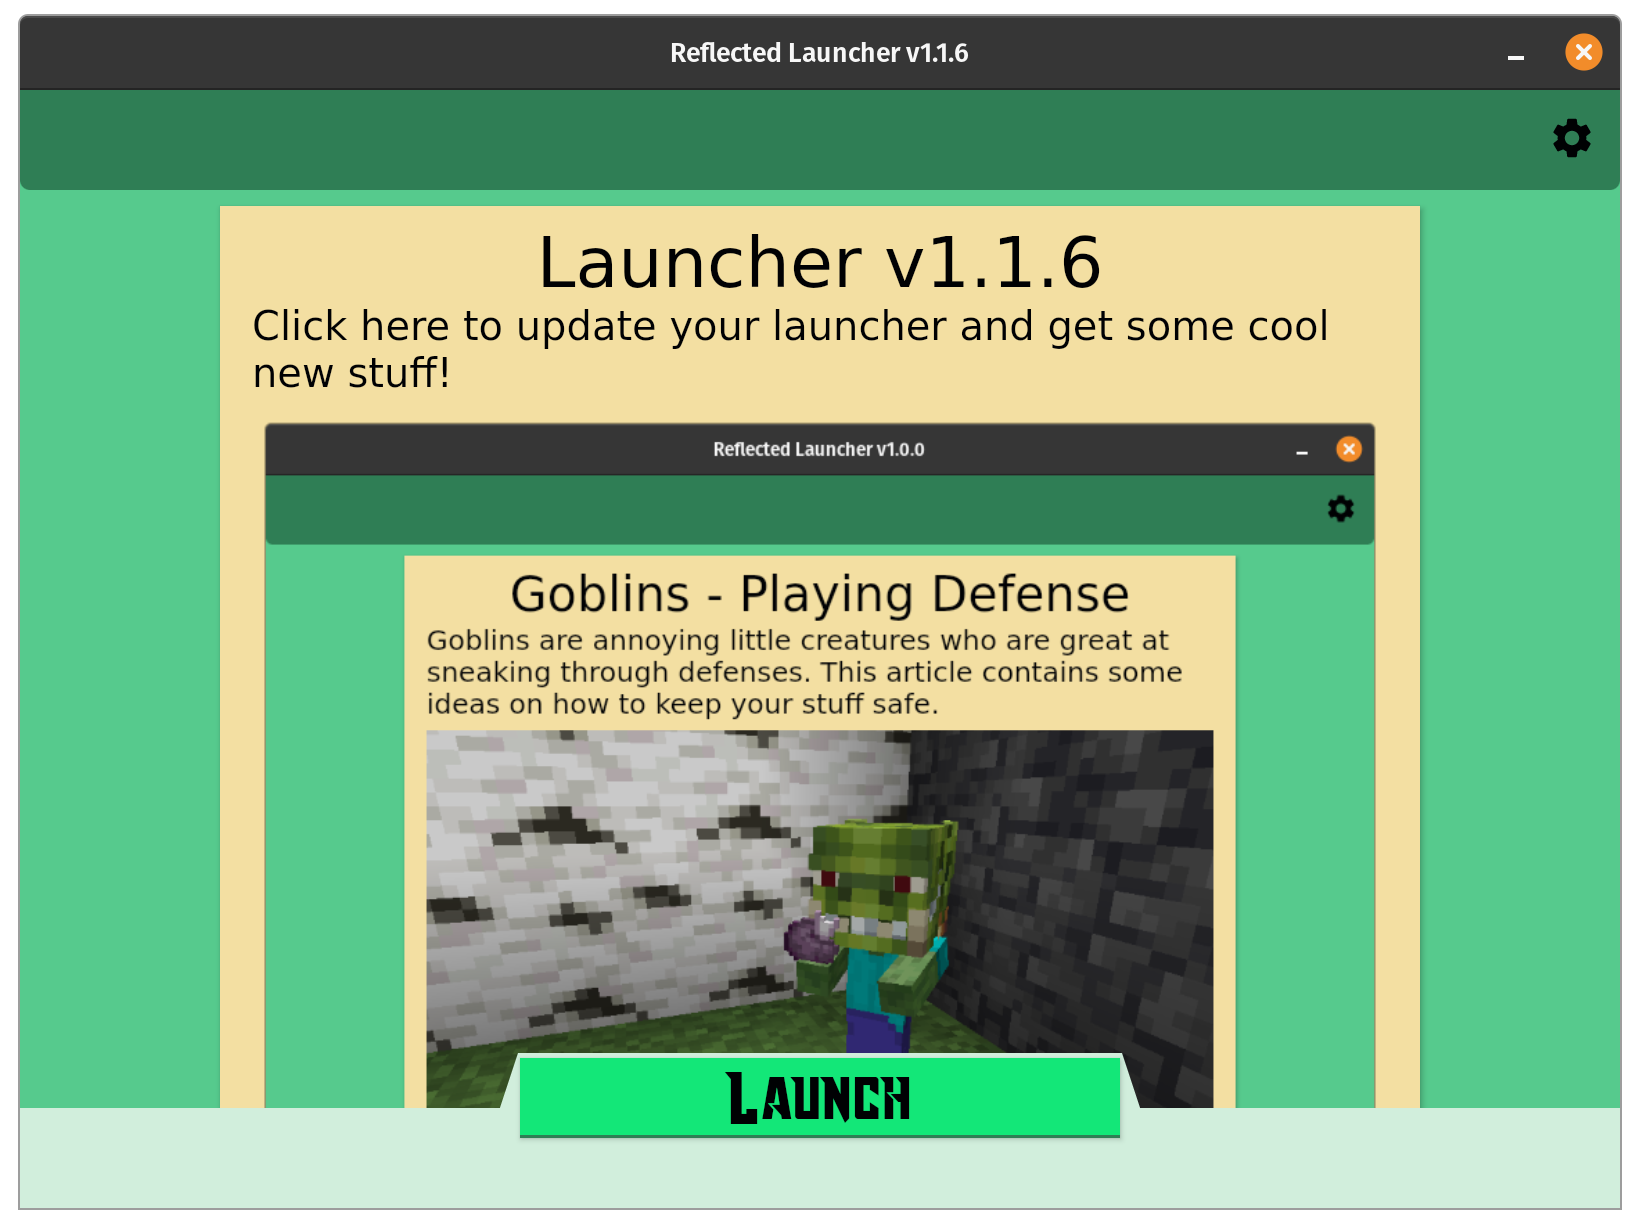 Reflected Launcher v1.1.6
Launcher v1.1.6
Click here to update your launcher and get some cool
new stuff!
Reflected Launcher v1.0.0
Goblins - Playing Defense
Goblins are annoying little creatures who are great at
sneaking through defenses. This article contains some
ideas on how to keep your stuff safe.
Launch